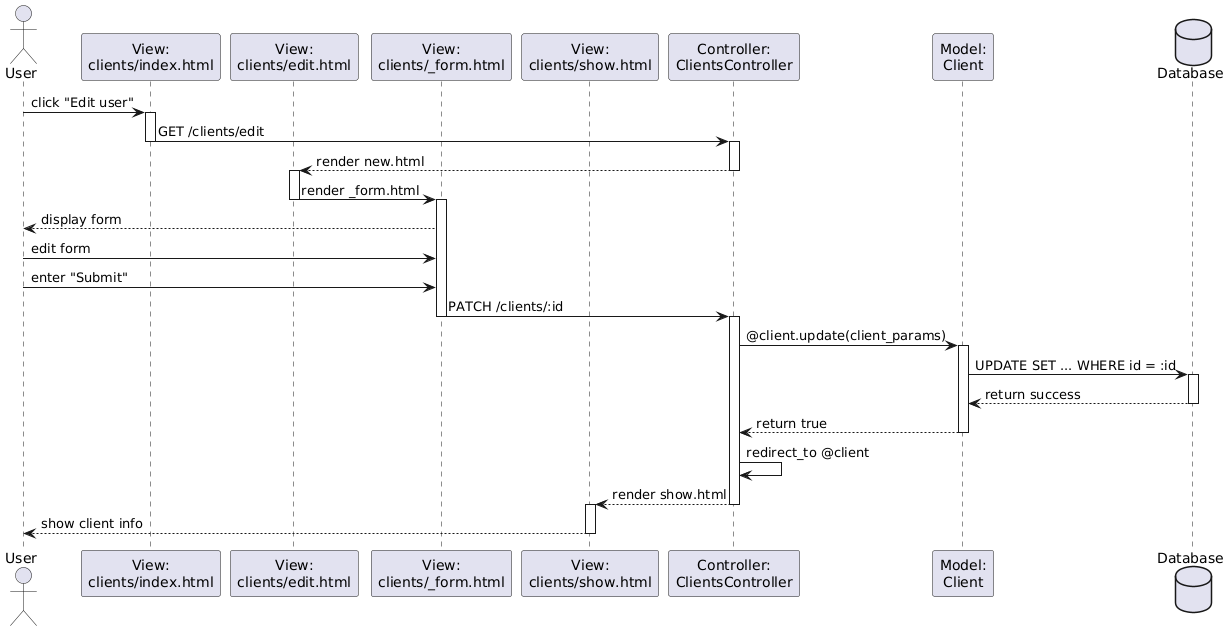 User
View:
clients/index.html
View:
clients/edit.html
View:
clients/_form.html
View:
clients/show.html
Controller:
ClientsController
Model:
Client
Database
click "Edit user"
GET /clients/edit
render new.html
render _form.html
display form
edit form
enter "Submit"
PATCH /clients/:id
@client.update(client_params)
UPDATE SET ... WHERE id = :id
return success
return true
redirect_to @client
render show.html
show client info
User
View:
clients/index.html
View:
clients/edit.html
View:
clients/_form.html
View:
clients/show.html
Controller:
ClientsController
Model:
Client
Database